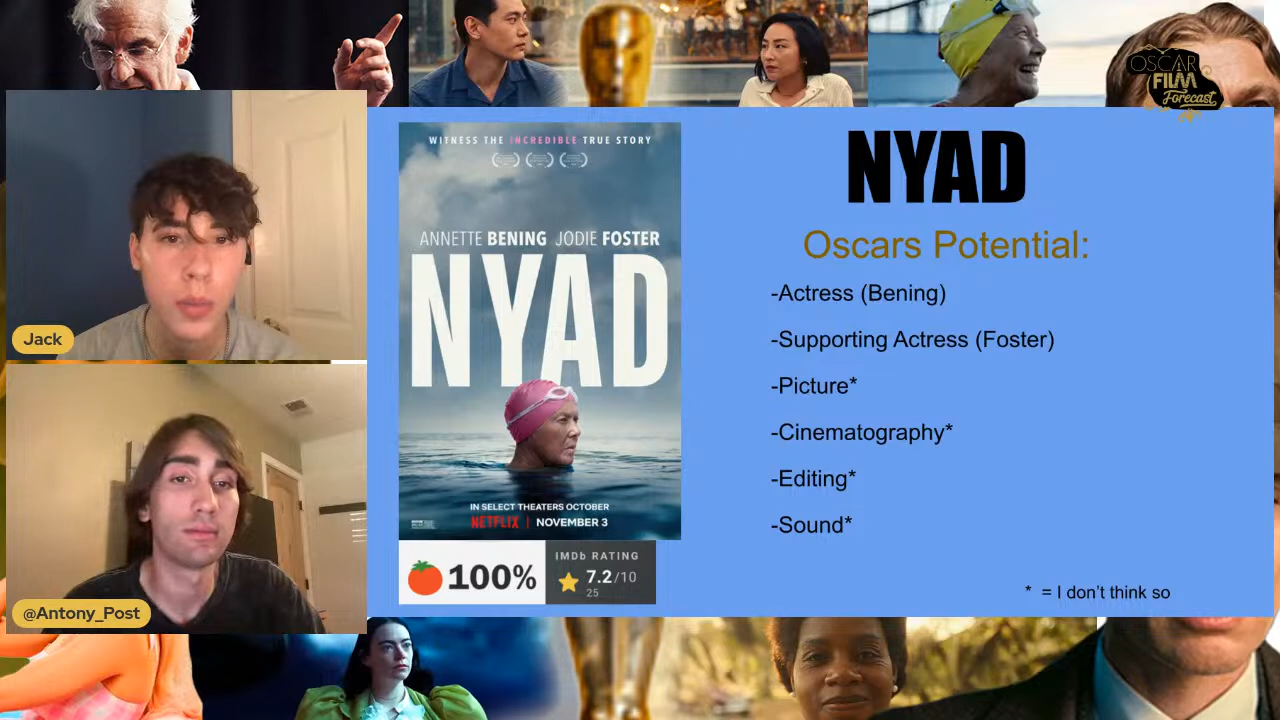 OSCAR
FILM
Forecast
WITNESS THE INCREDIBLE TRUE STORY
ANNETTE BENING JODIE FOSTER
NYAD
IN SELECT THEATERS OCTOBER
NETFLIX | NOVEMBER 3
100%
IMDb RATING
7.2/10
25
NYAD
Oscars Potential:
-Actress (Bening)
-Supporting Actress (Foster)
-Picture*
-Cinematography*
-Editing*
-Sound*
* = I don't think so
Jack
@Antony_Post